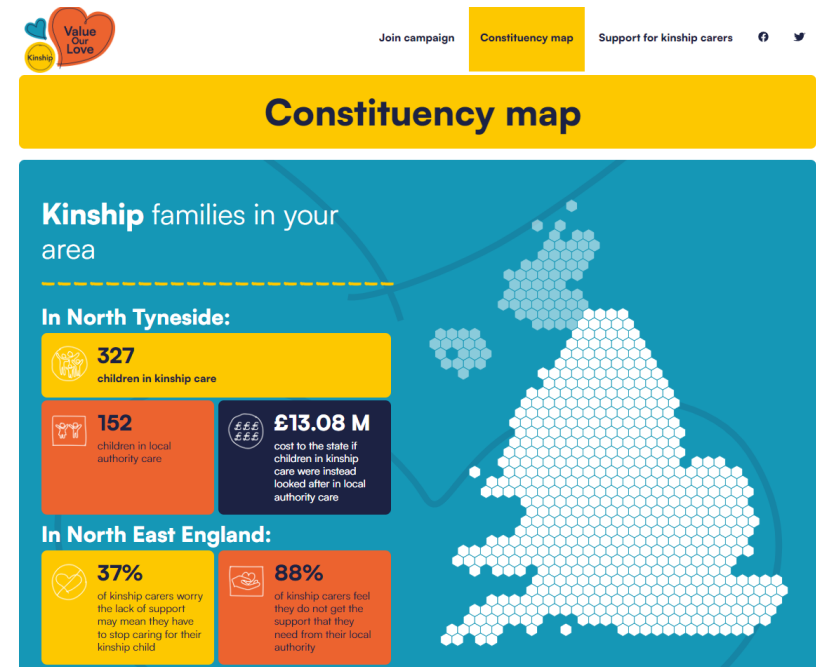 Value
Our
Love
Kinship
Join campaign
Constituency map
Support for kinship carers
Constituency map
Kinship families in your
area
In North Tyneside:
327
children in kinship care
152
children in local
authority care
£££
£££
£13.08 M
cost to the state if
children in kinship
care were instead
looked after in local
authority care
In North East England:
37%
of kinship carers worry
the lack of support
may mean they have
to stop caring for their
kinship child
88%
of kinship carers feel
they do not get the
support that they
need from their local
authority